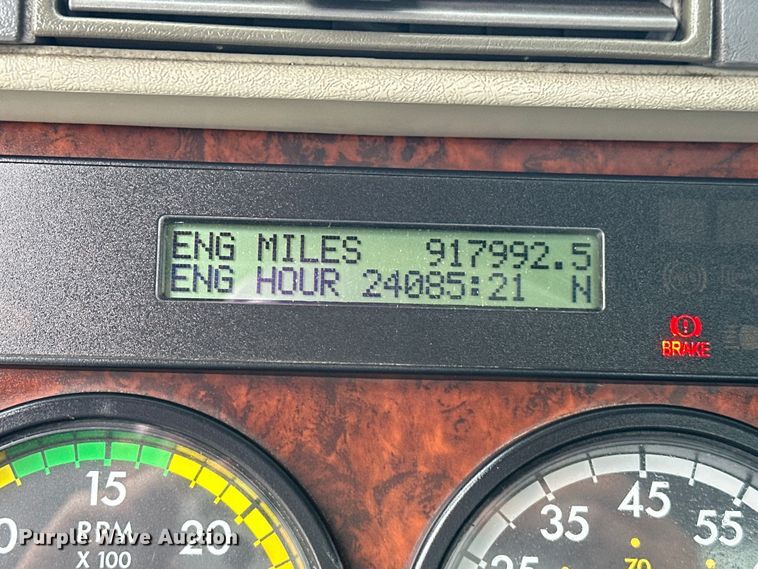 ENG MILES 917992.5
ENG HOUR 24085:21 N
BRAKE
15
20
RPM
X 100
35
45
55
25
70
Purple Wave Auction